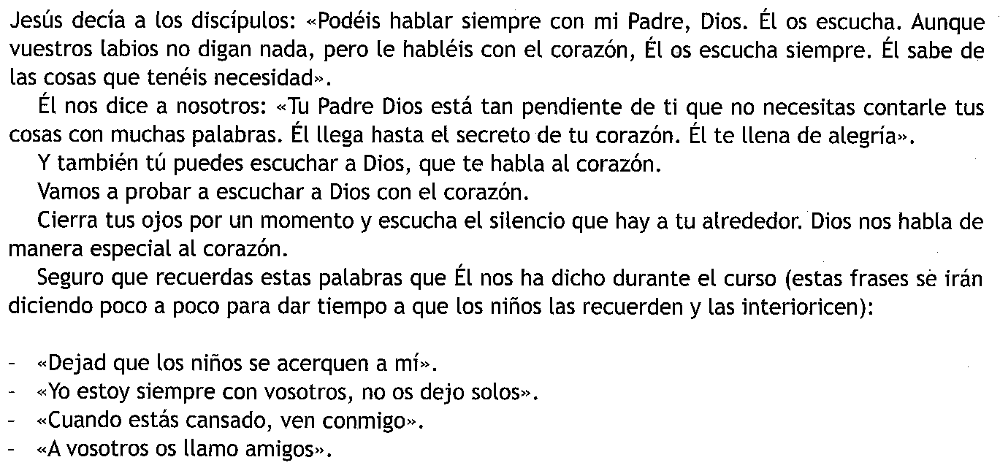 Jesús decía a los discípulos: «Podéis hablar siempre con mi Padre, Dios. Él os escucha. Aunque
vuestros labios no digan nada, pero le habléis con el corazón, Él os escucha siempre. Él sabe de
las cosas que tenéis necesidad».
Él nos dice a nosotros: «Tu Padre Dios está tan pendiente de ti que no necesitas contarle tus
cosas con muchas palabras. Él llega hasta el secreto de tu corazón. Él te llena de alegría».
Y también tú puedes escuchar a Dios, que te habla al corazón.
Vamos a probar a escuchar a Dios con el corazón.
Cierra tus ojos por un momento y escucha el silencio que hay a tu alrededor. Dios nos habla de
manera especial al corazón.
Seguro que recuerdas estas palabras que Él nos ha dicho durante el curso (estas frases se irán
diciendo poco a poco para dar tiempo a que los niños las recuerden y las interioricen):
- «Dejad que los niños se acerquen a mí».
- «Yo estoy siempre con vosotros, no os dejo solos».
- «Cuando estás cansado, ven conmigo».
- «A vosotros os llamo amigos».